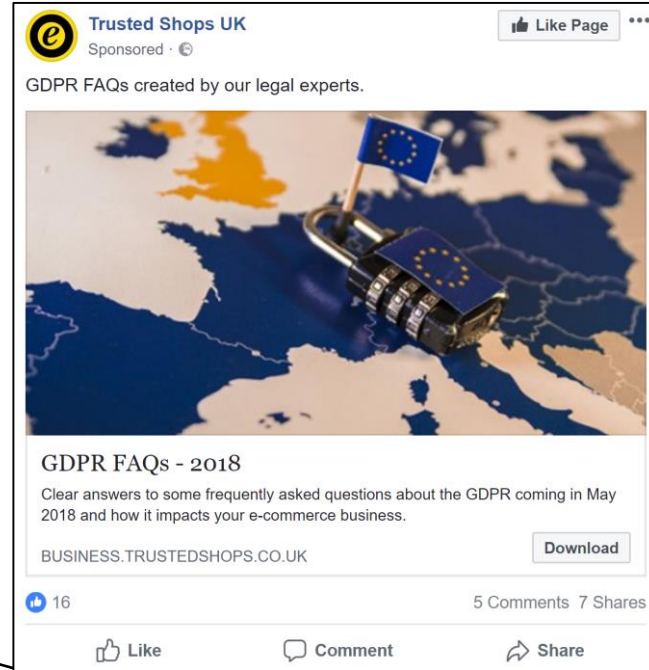 Trusted Shops UK
Like Page
Sponsored ·
GDPR FAQs created by our legal experts.
GDPR FAQs - 2018
Clear answers to some frequently asked questions about the GDPR coming in May
2018 and how it impacts your e-commerce business.
BUSINESS.TRUSTEDSHOPS.CO.UK
Download
16
5 Comments 7 Shares
Like
Comment
Share